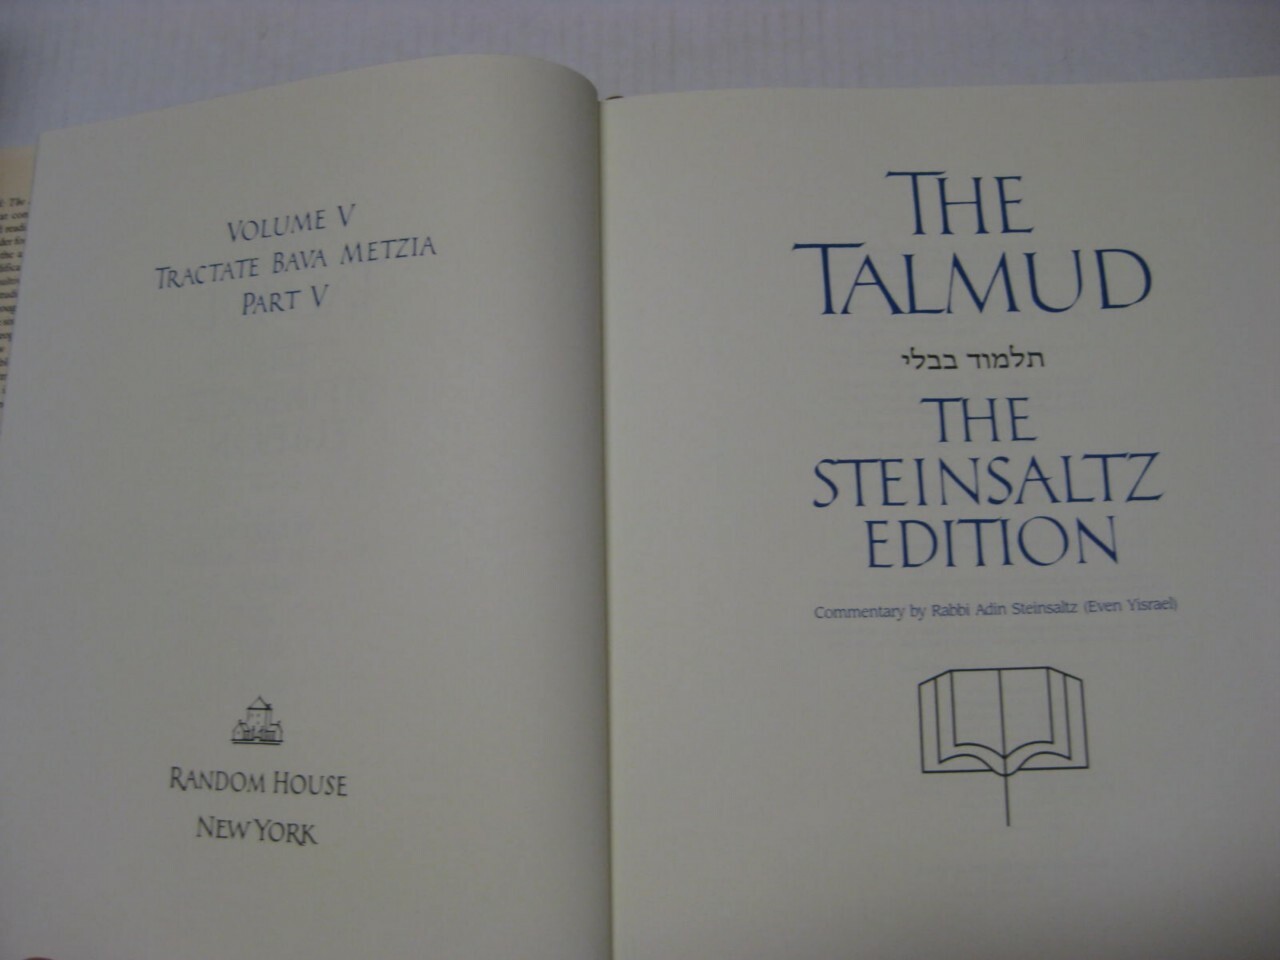 VOLUME V
TRACTATE BAVA METZIA
PART V
RANDOM HOUSE
NEW YORK
THE
TALMUD
תלמוד בבלי
THE
STEINSALTZ
EDITION
Commentary by Rabbi Adin Steinsaltz (Even Yisrael)